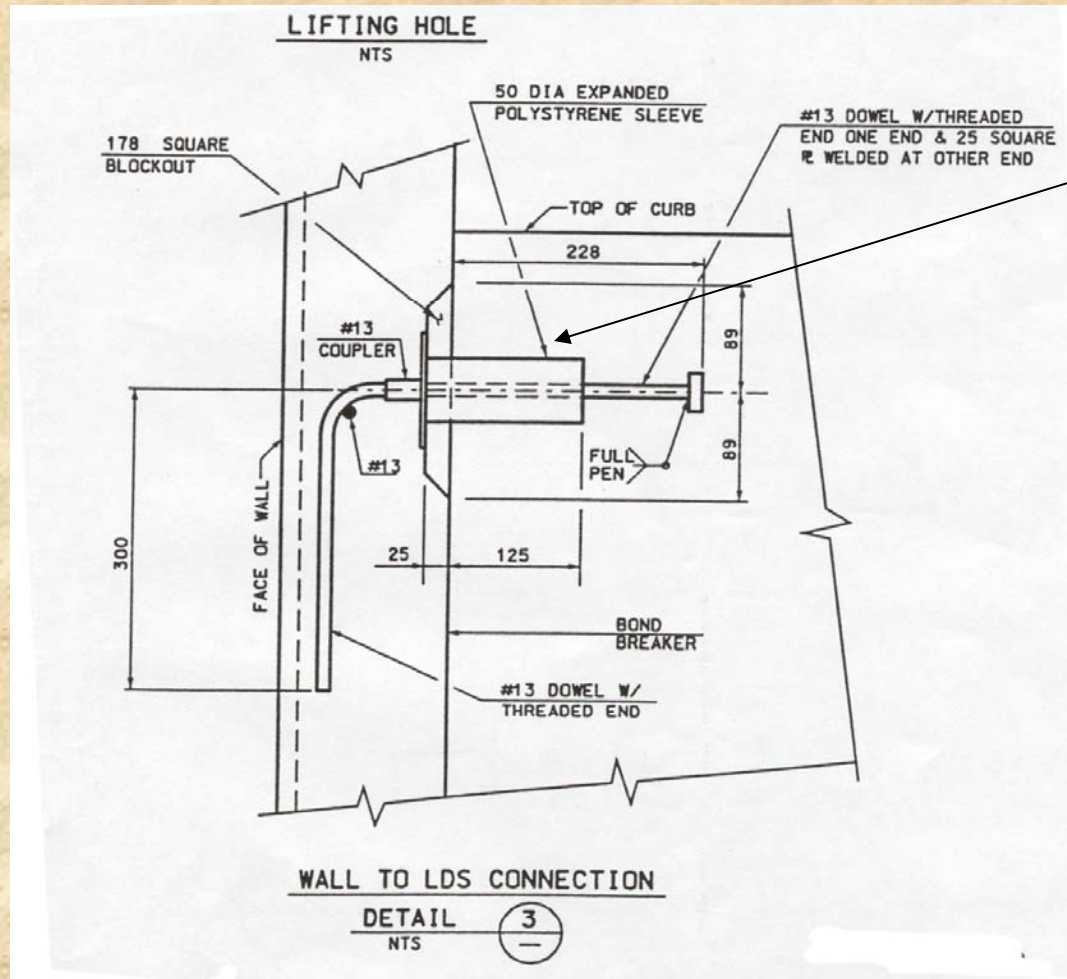 LIFTING HOLE
NTS
50 DIA EXPANDED
POLYSTYRENE SLEEVE
#13 DOWEL W/THREADED
END ONE END & 25 SQUARE
℄ WELDED AT OTHER END
178 SQUARE
BLOCKOUT
TOP OF CURB
228
#13
COUPLER
89
#13
FULL
PEN
89
300
FACE OF WALL
25
125
BOND
BREAKER
#13 DOWEL W/
THREADED END
WALL TO LDS CONNECTION
DETAIL 3
NTS –